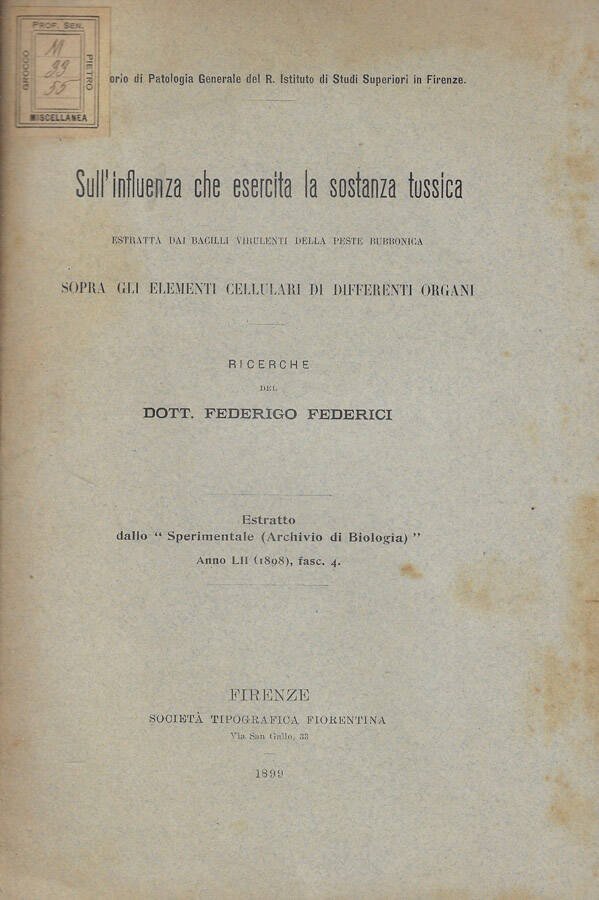 PROF. SEN.
GROCCO
PIETRO
M
99
55
MISCELLANEA
orio di Patologia Generale del R. Istituto di Studi Superiori in Firenze.
Sull'influenza che esercita la sostanza tossica
ESTRATTA DAI BACILLI VIRULENTI DELLA PESTE BUBBONICA
SOPRA GLI ELEMENTI CELLULARI DI DIFFERENTI ORGANI
RICERCHE
DEL
DOTT. FEDERIGO FEDERICI
Estratto
dallo “ Sperimentale (Archivio di Biologia) ”
Anno LII (1898), fasc. 4.
FIRENZE
SOCIETÀ TIPOGRAFICA FIORENTINA
Via San Gallo, 33
1899